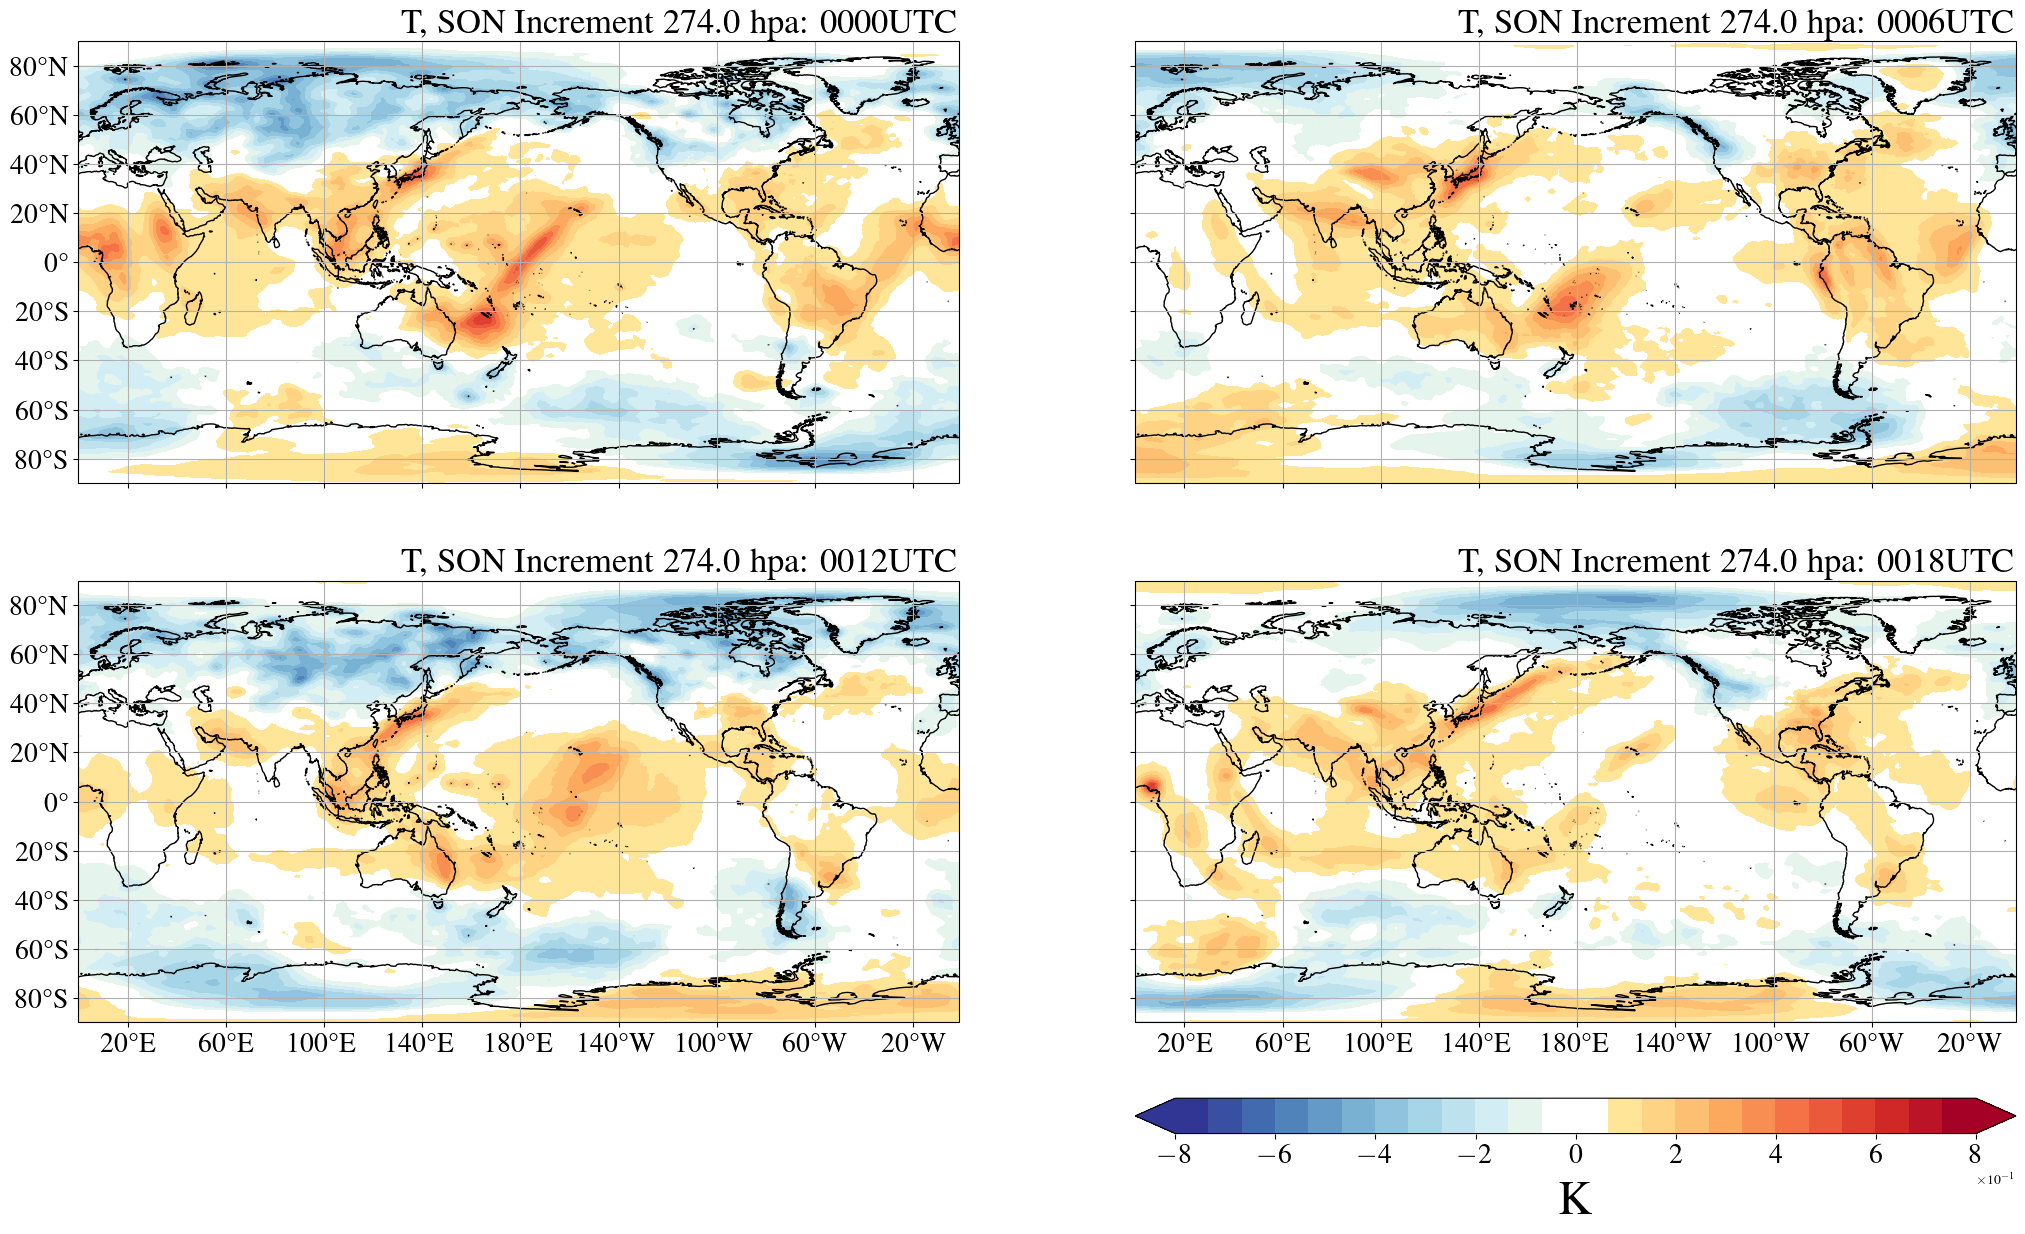 T, SON Increment 274.0 hpa: 0000UTC
T, SON Increment 274.0 hpa: 0006UTC
80°N
60°N
40°N
20°N
0°
20°S
40°S
60°S
80°S
T, SON Increment 274.0 hpa: 0012UTC
T, SON Increment 274.0 hpa: 0018UTC
80°N
60°N
40°N
20°N
0°
20°S
40°S
60°S
80°S
20°E 60°E 100°E 140°E 180°E 140°W 100°W 60°W 20°W
20°E 60°E 100°E 140°E 180°E 140°W 100°W 60°W 20°W
−8 −6 −4 −2 0 2 4 6 8
×10⁻¹
K